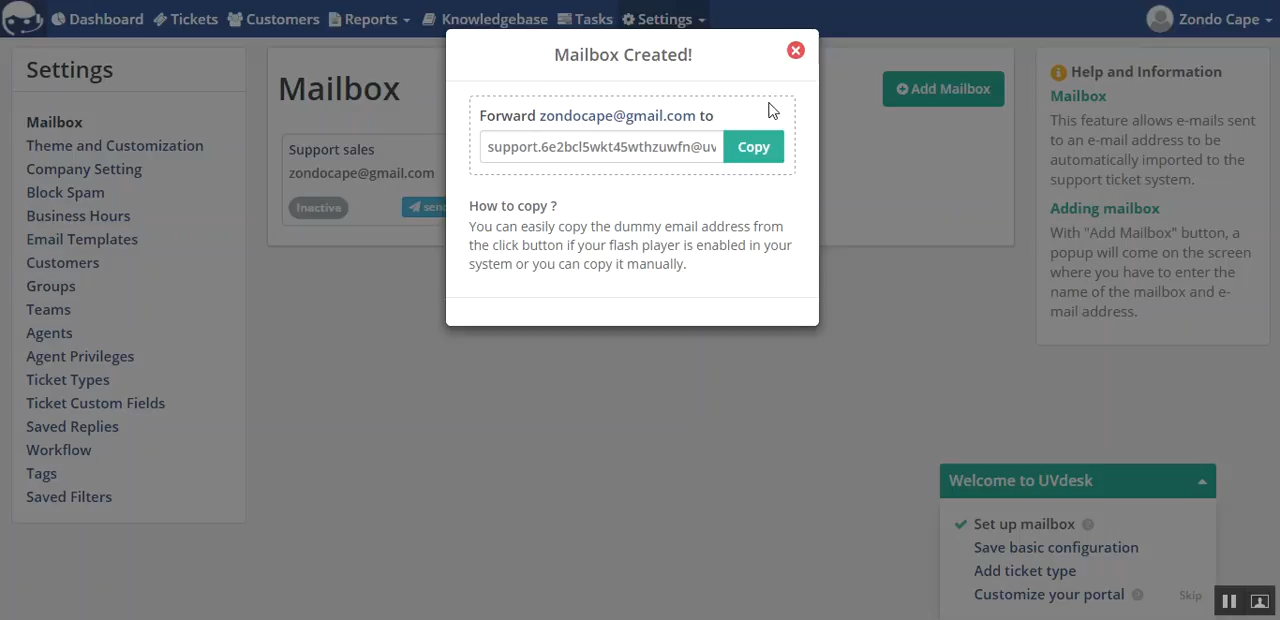 Dashboard Tickets Customers Reports Knowledgebase Tasks Settings Zondo Cape
Settings
Mailbox
Theme and Customization
Company Setting
Block Spam
Business Hours
Email Templates
Customers
Groups
Teams
Agents
Agent Privileges
Ticket Types
Ticket Custom Fields
Saved Replies
Workflow
Tags
Saved Filters
Mailbox
Add Mailbox
Support sales
zondocape@gmail.com
Inactive
send
Mailbox Created!
Forward zondocape@gmail.com to
support.6e2bcl5wkt45wthzuwfn@uv
Copy
How to copy ?
You can easily copy the dummy email address from
the click button if your flash player is enabled in your
system or you can copy it manually.
Help and Information
Mailbox
This feature allows e-mails sent
to an e-mail address to be
automatically imported to the
support ticket system.
Adding mailbox
With "Add Mailbox" button, a
popup will come on the screen
where you have to enter the
name of the mailbox and e-
mail address.
Welcome to UVdesk
Set up mailbox
Save basic configuration
Add ticket type
Customize your portal
Skip